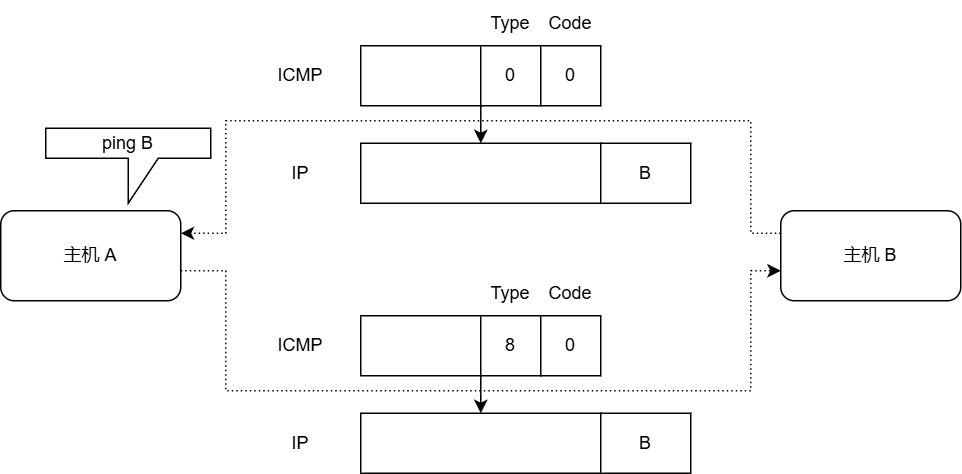 Type Code
ICMP 0 0
ping B
IP B
主机 A 主机 B
Type Code
ICMP 8 0
IP B